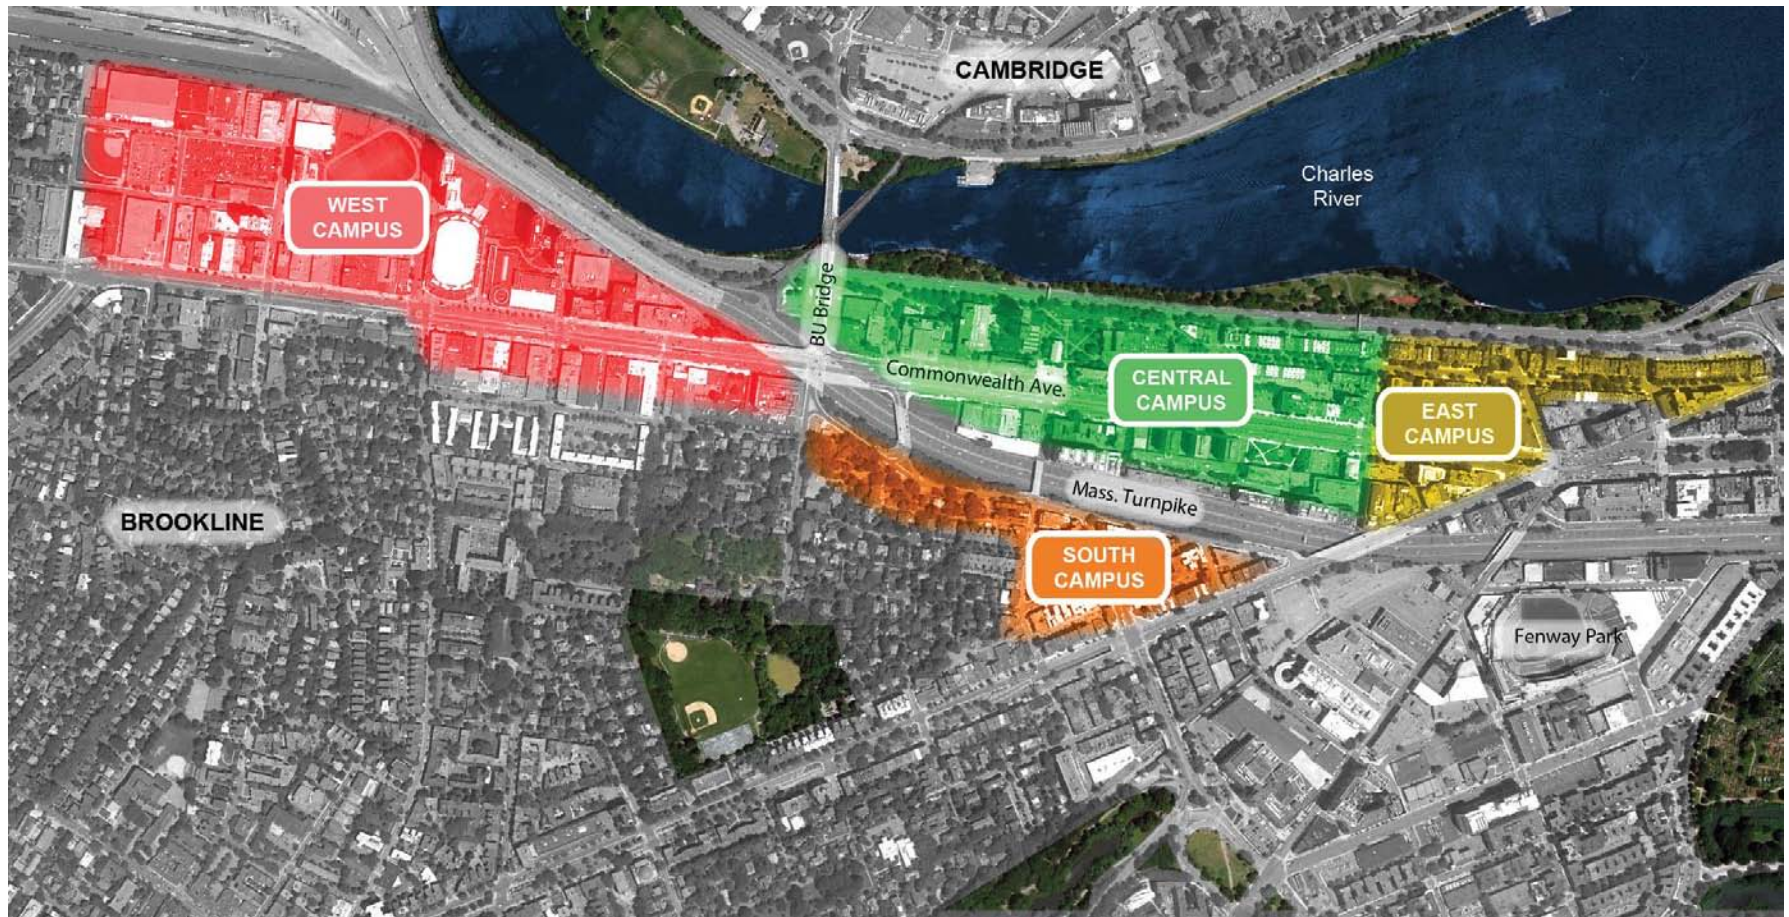 CAMBRIDGE
Charles
River
WEST
CAMPUS
BU Bridge
Commonwealth Ave.
CENTRAL
CAMPUS
EAST
CAMPUS
Mass. Turnpike
BROOKLINE
SOUTH
CAMPUS
Fenway Park